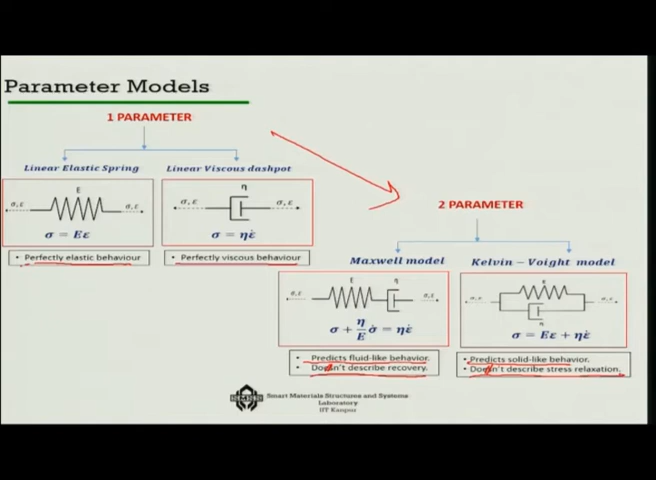 Parameter Models
1 PARAMETER
Linear Elastic Spring
Linear Viscous dashpot
E
σ, ε
σ, ε
σ = Eε
η
σ, ε
σ, ε
σ = ηε̇
Perfectly elastic behaviour
Perfectly viscous behaviour
2 PARAMETER
Maxwell model
Kelvin – Voight model
E
η
σ, ε
σ, ε
σ + η/E σ̇ = ηε̇
E
η
σ = Eε + ηε̇
• Predicts fluid-like behavior.
• Doesn't describe recovery.
• Predicts solid-like behavior.
• Doesn't describe stress relaxation.
Smart Materials Structures and Systems
Laboratory
IIT Kanpur